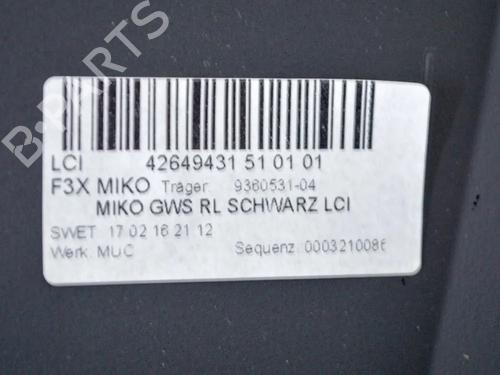 LCI 42649431 51 01 01
F3X MIKO Träger: 9360531-04
MIKO GWS RL SCHWARZ LCI
SWET 17 02 16 21 12
Werk: MUC Sequenz: 0003210086
B-PARTS